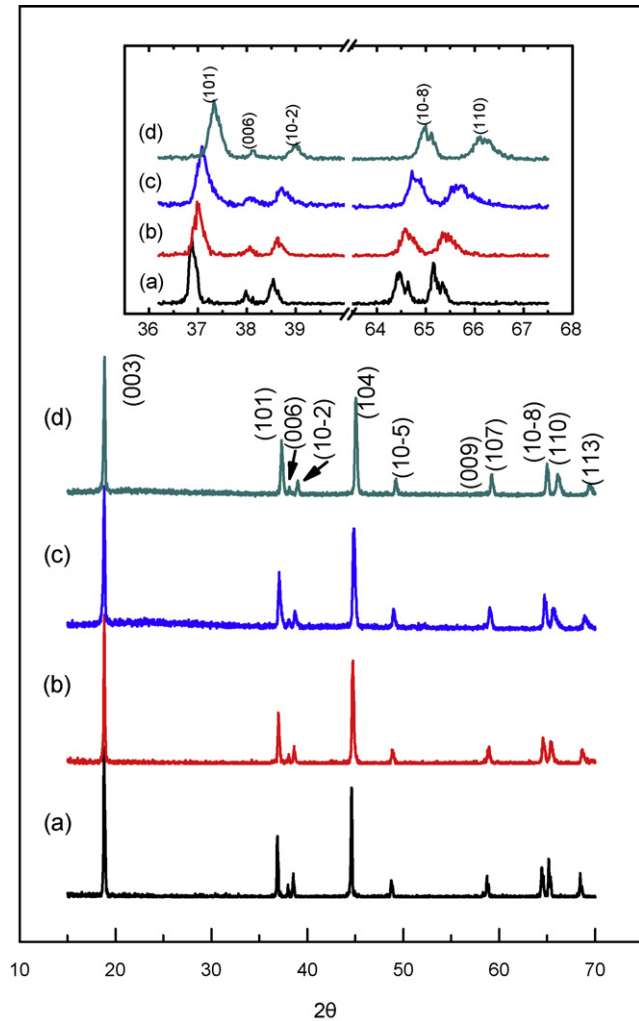 (101)
(006)
(10-2)
(10-8)
(110)
(d)
(c)
(b)
(a)
36 37 38 39 64 65 66 67 68
(003)
(101)
(006)
(10-2)
(104)
(10-5)
(009)
(107)
(10-8)
(110)
(113)
(d)
(c)
(b)
(a)
10 20 30 40 50 60 70
2θ